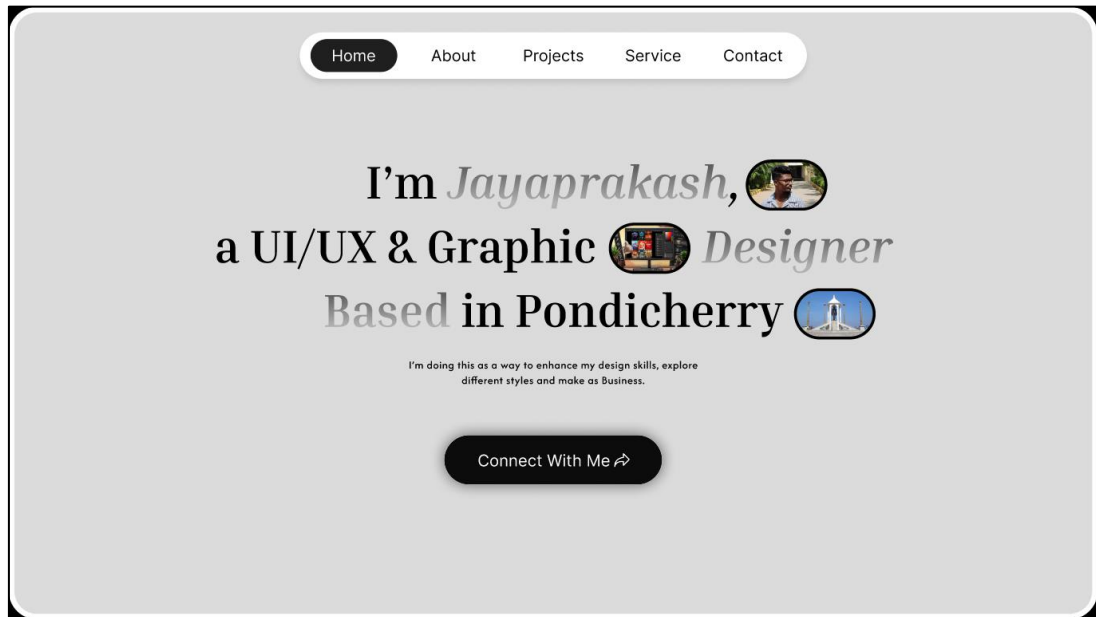 Home About Projects Service Contact
I’m Jayaprakash,
a UI/UX & Graphic Designer
Based in Pondicherry
I’m doing this as a way to enhance my design skills, explore
different styles and make as Business.
Connect With Me